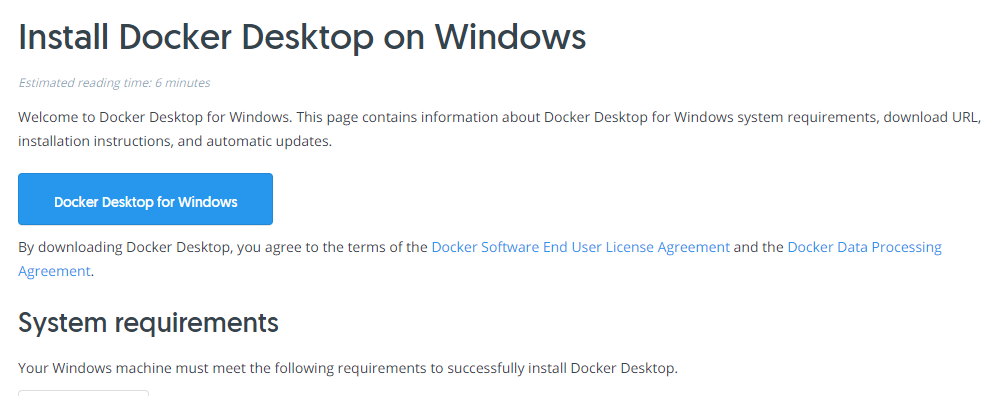 Install Docker Desktop on Windows
Estimated reading time: 6 minutes
Welcome to Docker Desktop for Windows. This page contains information about Docker Desktop for Windows system requirements, download URL,
installation instructions, and automatic updates.
Docker Desktop for Windows
By downloading Docker Desktop, you agree to the terms of the Docker Software End User License Agreement and the Docker Data Processing
Agreement.
System requirements
Your Windows machine must meet the following requirements to successfully install Docker Desktop.